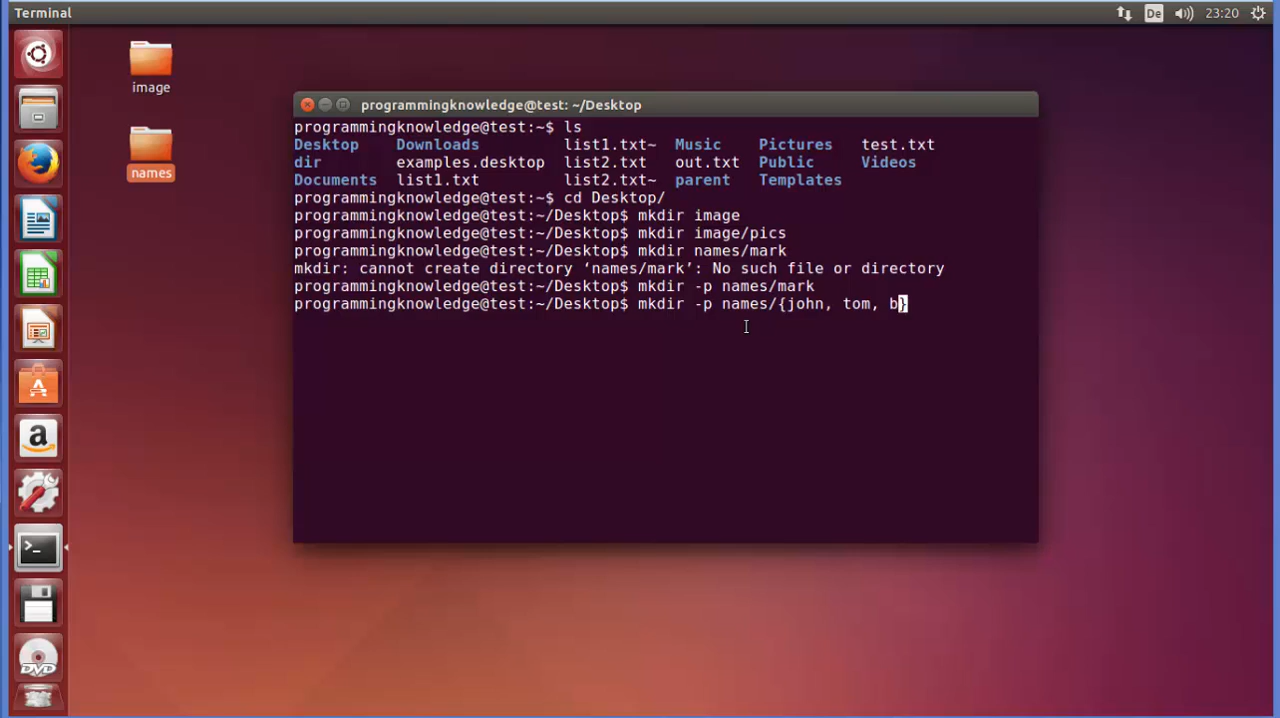 Terminal
De
23:20
image
names
programmingknowledge@test: ~/Desktop
programmingknowledge@test:~$ ls
Desktop Downloads list1.txt~ Music Pictures test.txt
dir examples.desktop list2.txt out.txt Public Videos
Documents list1.txt list2.txt~ parent Templates
programmingknowledge@test:~$ cd Desktop/
programmingknowledge@test:~/Desktop$ mkdir image
programmingknowledge@test:~/Desktop$ mkdir image/pics
programmingknowledge@test:~/Desktop$ mkdir names/mark
mkdir: cannot create directory ‘names/mark’: No such file or directory
programmingknowledge@test:~/Desktop$ mkdir -p names/mark
programmingknowledge@test:~/Desktop$ mkdir -p names/{john, tom, b}
>_
DVD